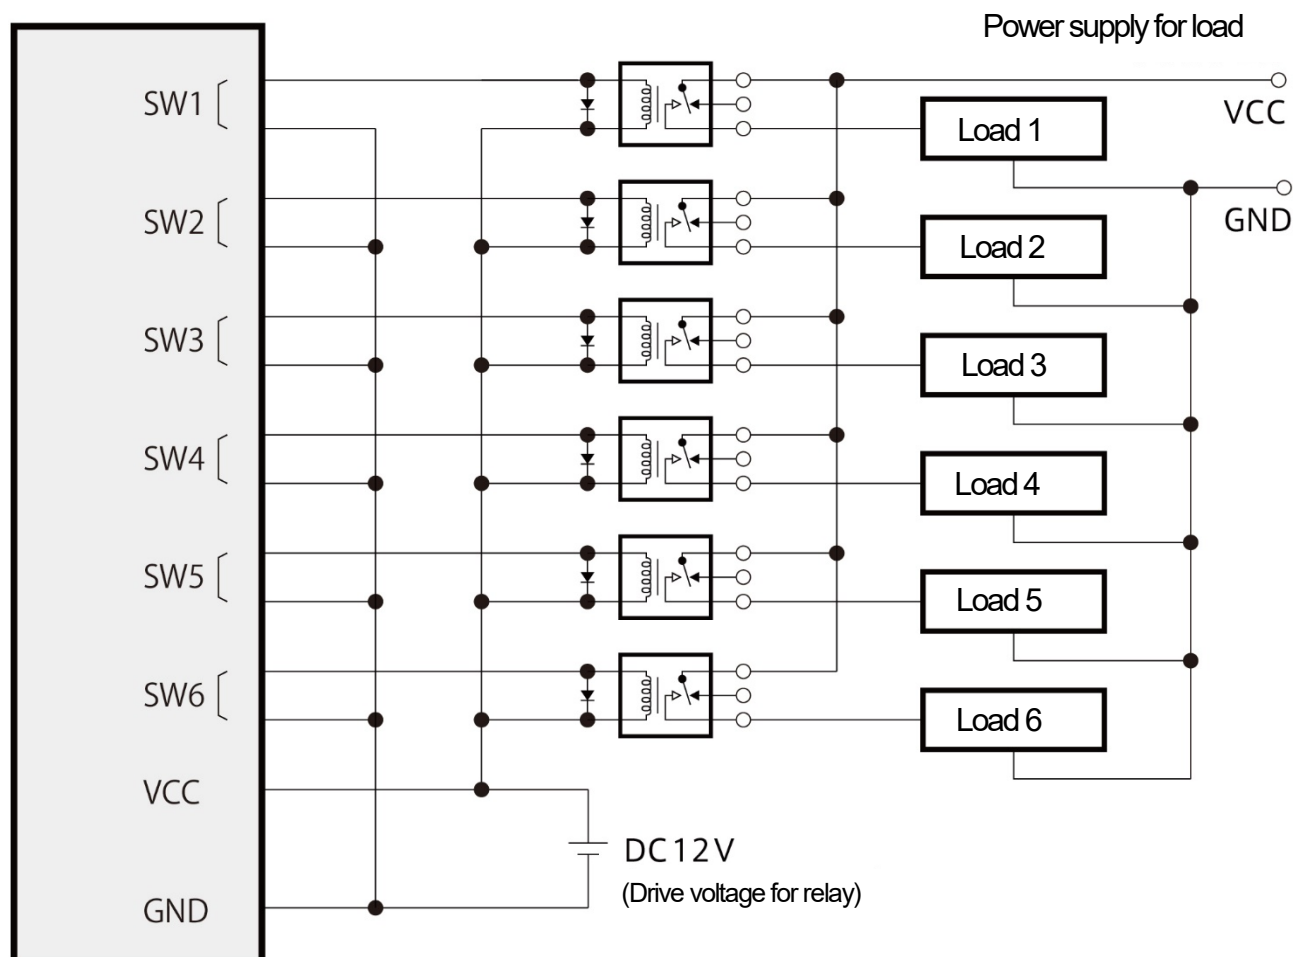 Power supply for load
SW1
Load 1
VCC
SW2
Load 2
GND
SW3
Load 3
SW4
Load 4
SW5
Load 5
SW6
Load 6
VCC
DC12V
(Drive voltage for relay)
GND